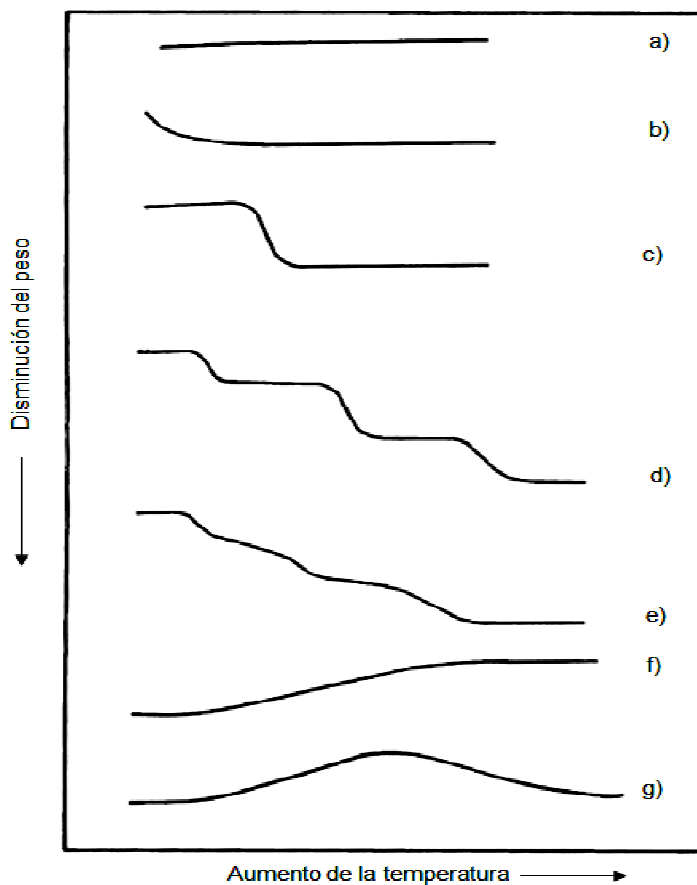 a)
b)
c)
d)
e)
f)
g)
Disminución del peso
Aumento de la temperatura